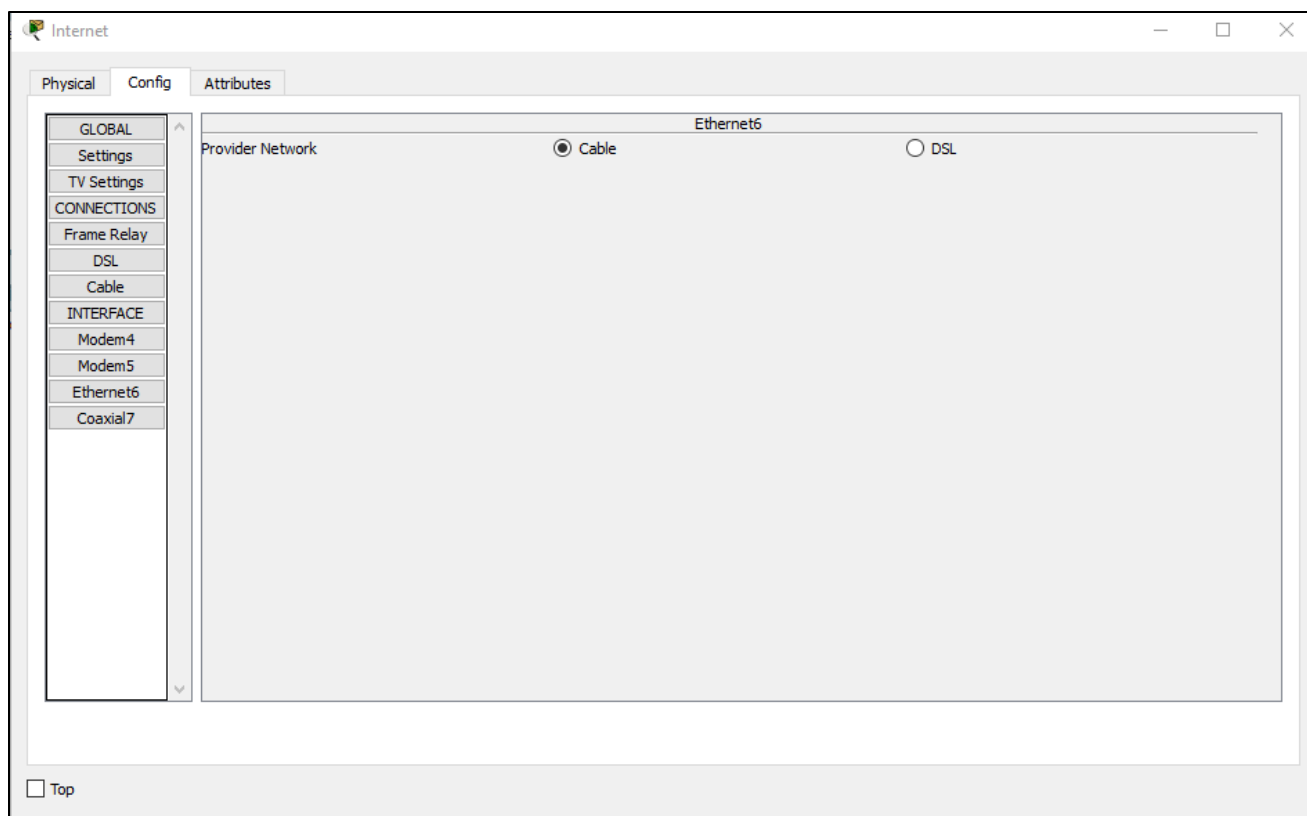 Internet
Physical Config Attributes
GLOBAL
Settings
TV Settings
CONNECTIONS
Frame Relay
DSL
Cable
INTERFACE
Modem4
Modem5
Ethernet6
Coaxial7
Ethernet6
Provider Network Cable DSL
Top